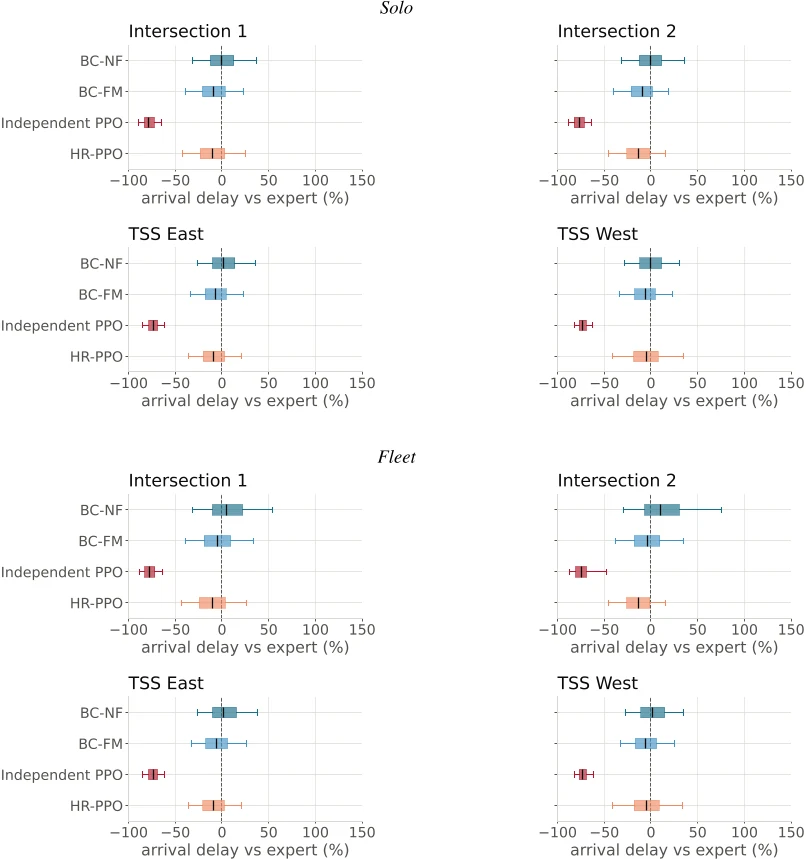 Solo
Intersection 1
Intersection 2
BC-NF
BC-FM
Independent PPO
HR-PPO
−100 −50 0 50 100 150
−100 −50 0 50 100 150
arrival delay vs expert (%)
arrival delay vs expert (%)
TSS East
TSS West
BC-NF
BC-FM
Independent PPO
HR-PPO
−100 −50 0 50 100 150
−100 −50 0 50 100 150
arrival delay vs expert (%)
arrival delay vs expert (%)
Fleet
Intersection 1
Intersection 2
BC-NF
BC-FM
Independent PPO
HR-PPO
−100 −50 0 50 100 150
−100 −50 0 50 100 150
arrival delay vs expert (%)
arrival delay vs expert (%)
TSS East
TSS West
BC-NF
BC-FM
Independent PPO
HR-PPO
−100 −50 0 50 100 150
−100 −50 0 50 100 150
arrival delay vs expert (%)
arrival delay vs expert (%)